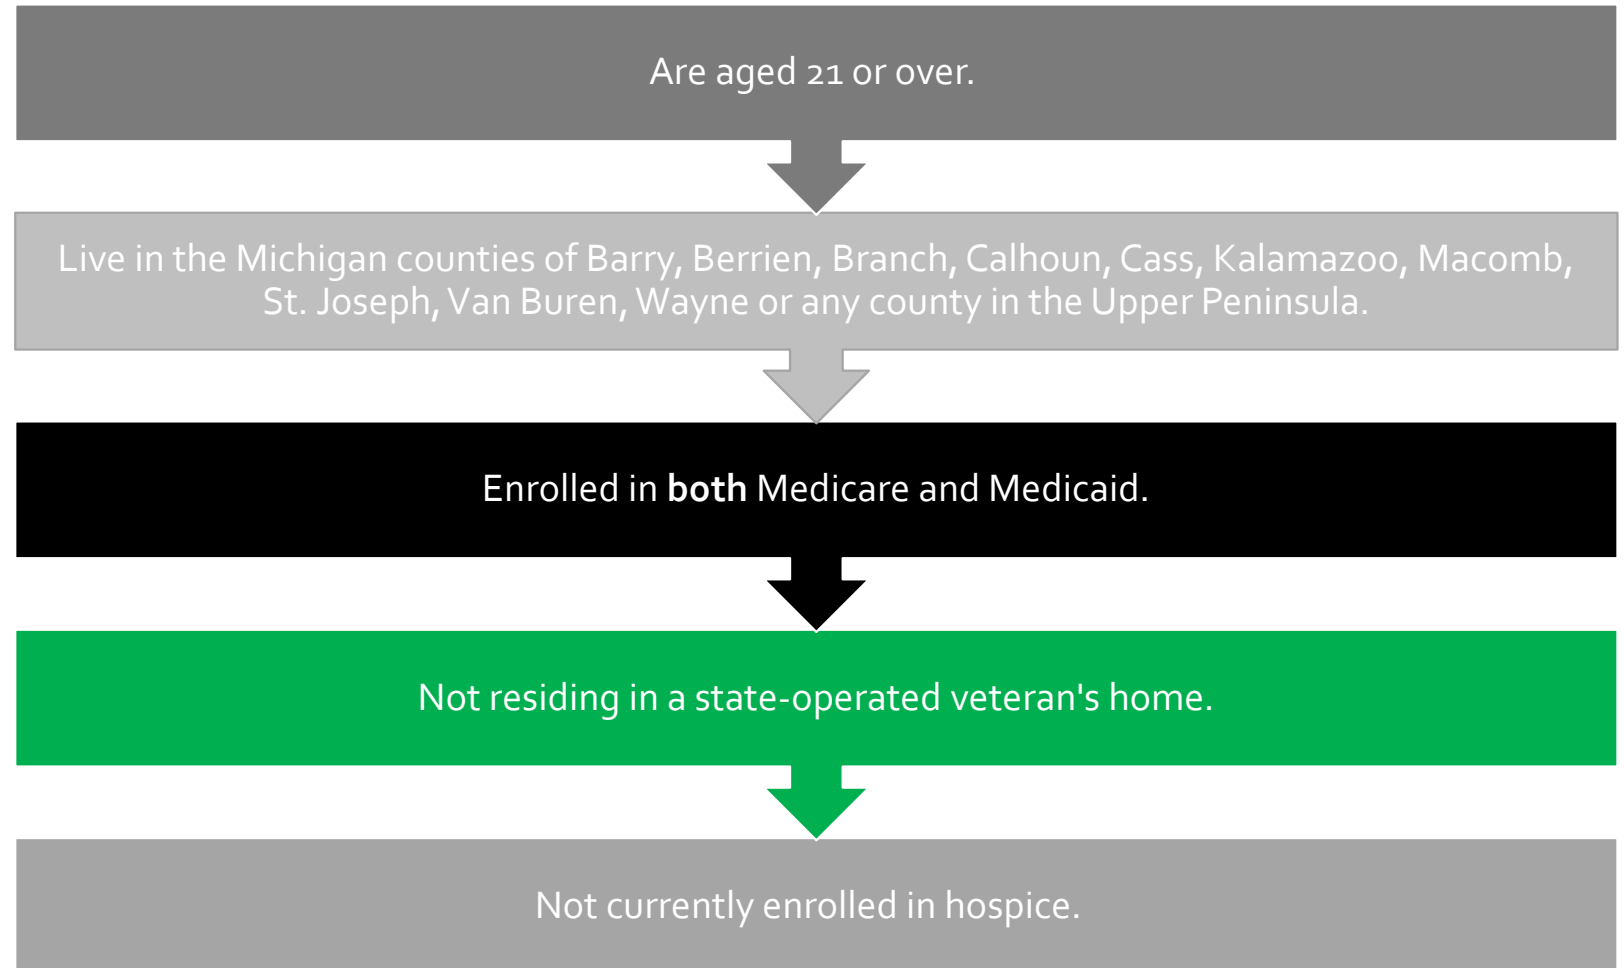 Are aged 21 or over.
Live in the Michigan counties of Barry, Berrien, Branch, Calhoun, Cass, Kalamazoo, Macomb,
St. Joseph, Van Buren, Wayne or any county in the Upper Peninsula.
Enrolled in both Medicare and Medicaid.
Not residing in a state-operated veteran's home.
Not currently enrolled in hospice.